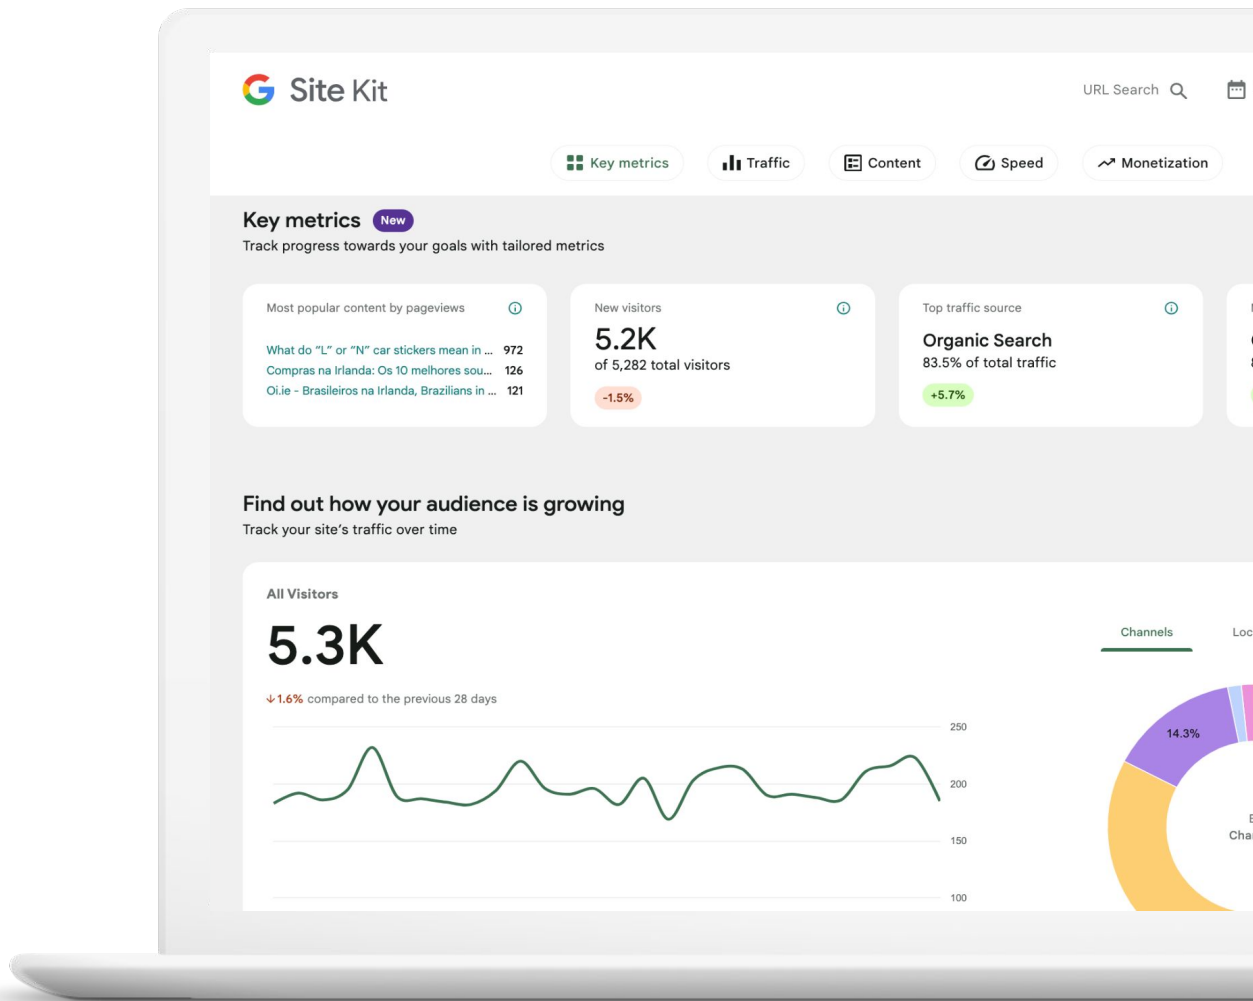 Site Kit
URL Search
Key metrics
Traffic
Content
Speed
Monetization
Key metrics New
Track progress towards your goals with tailored metrics
Most popular content by pageviews
What do “L” or “N” car stickers mean in ... 972
Compras na Irlanda: Os 10 melhores sou... 126
Oi.ie - Brasileiros na Irlanda, Brazilians in ... 121
New visitors
5.2K
of 5,282 total visitors
-1.5%
Top traffic source
Organic Search
83.5% of total traffic
+5.7%
Find out how your audience is growing
Track your site’s traffic over time
All Visitors
5.3K
↓1.6% compared to the previous 28 days
250
200
150
100
Channels
Loc
14.3%